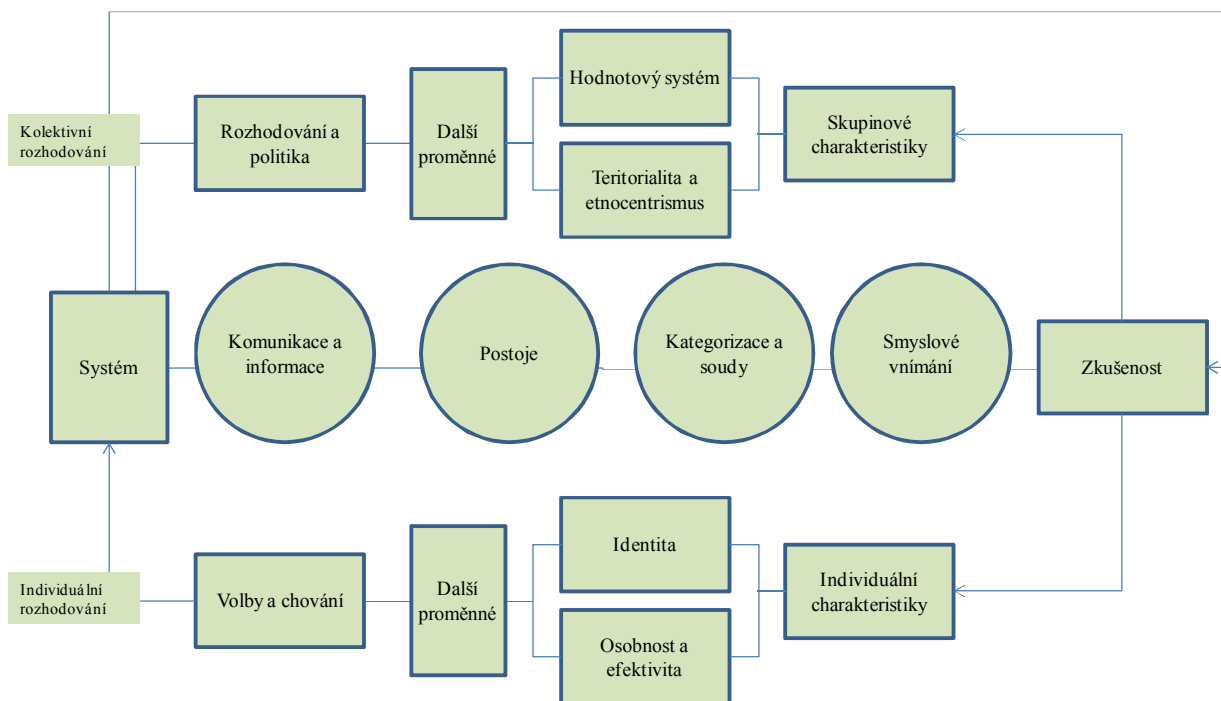 Hodnotový systém
Kolektivní
rozhodování
Rozhodování a
politika
Další
proměnné
Skupinové
charakteristiky
Teritorialita a
etnocentrismus
Systém
Komunikace a
informace
Postoje
Kategorizace a
soudy
Smyslové
vnímání
Zkušenost
Identita
Individuální
rozhodování
Volby a chování
Další
proměnné
Individuální
charakteristiky
Osobnost a
efektivita